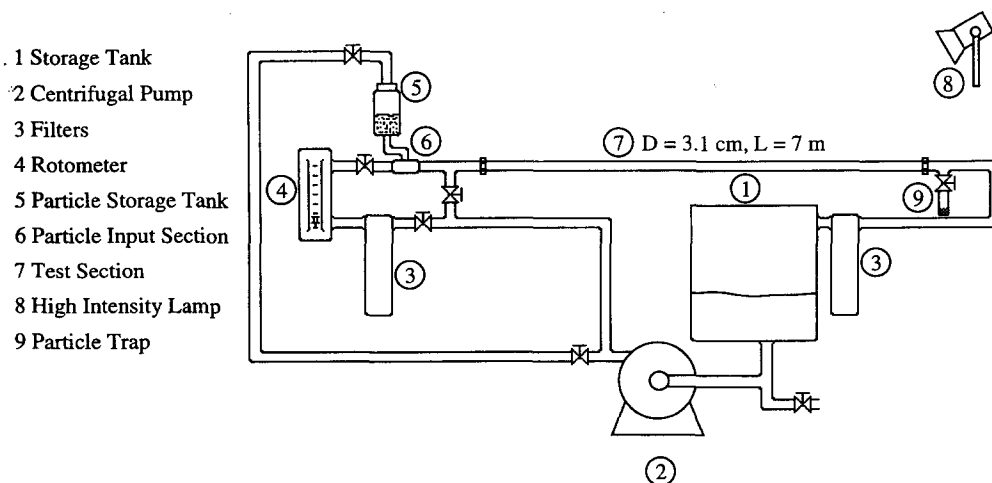 1 Storage Tank
2 Centrifugal Pump
3 Filters
4 Rotometer
5 Particle Storage Tank
6 Particle Input Section
7 Test Section
8 High Intensity Lamp
9 Particle Trap
5
6
7 D = 3.1 cm, L = 7 m
8
4
1
9
3
3
2